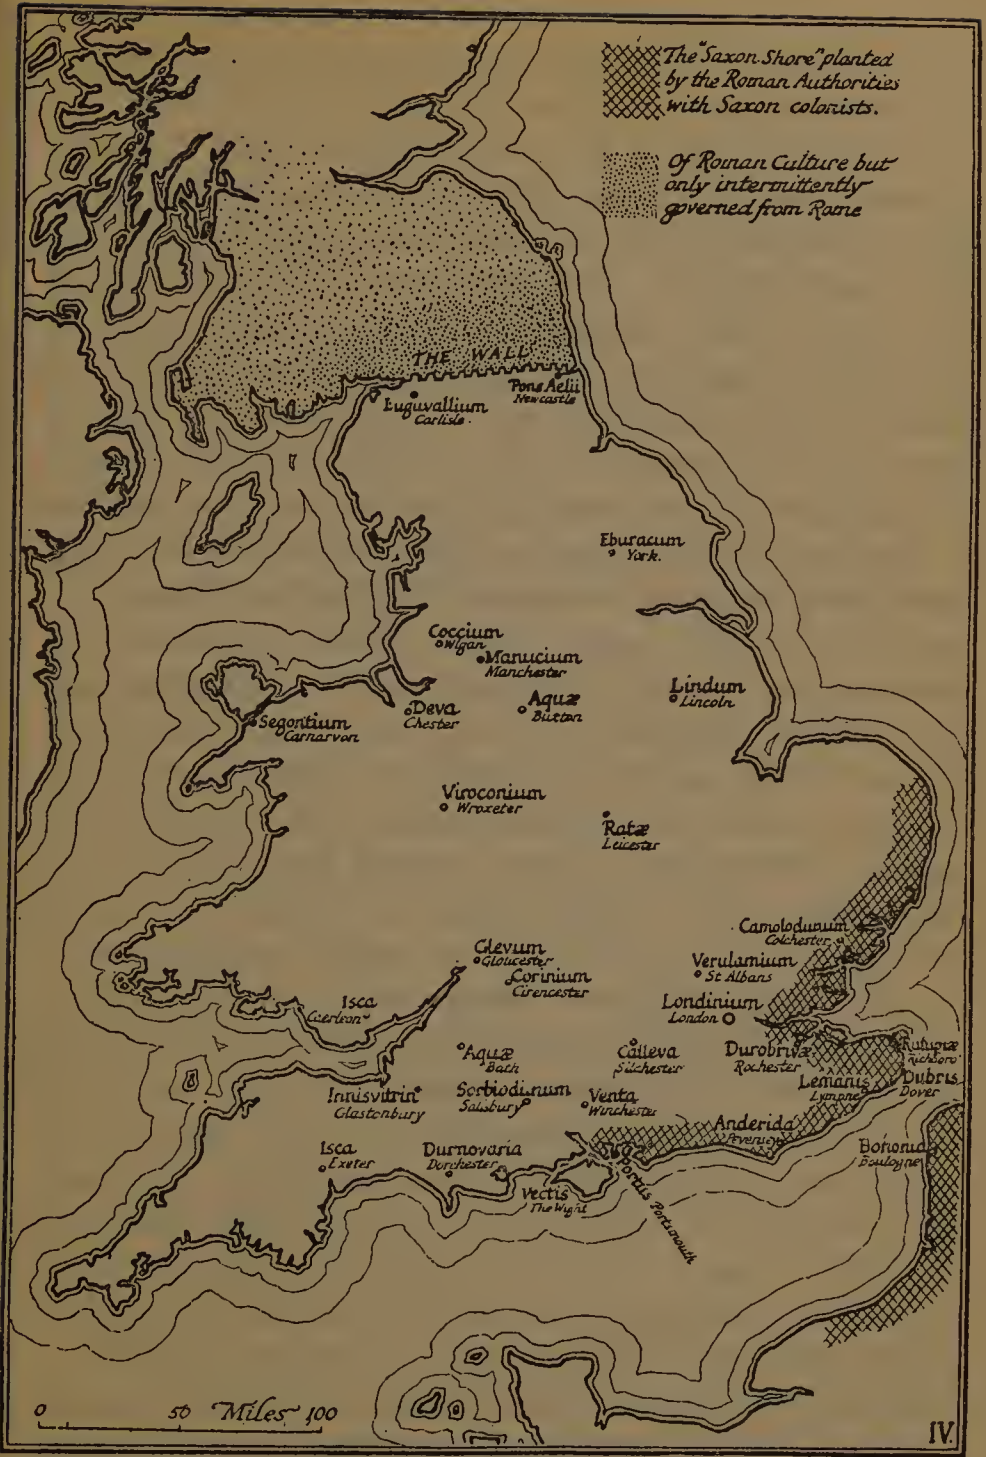 The "Saxon Shore" planted
by the Roman Authorities
with Saxon colonists.
Of Roman Culture but
only intermittently
governed from Rome
THE WALL
Pons Aelii
Newcastle
Luguvallium
Carlisle.
Eburacum
York.
Coccium
Wigan
Manucium
Manchester
Aquæ
Buxton
Lindum
Lincoln
Deva
Chester
Segontium
Carnarvon
Viroconium
Wroxeter
Ratæ
Leicester
Camolodunum
Colchester
Glevum
Gloucester
Corinium
Cirencester
Verulamium
St Albans
Londinium
London
Isca
Caerleon
Aquæ
Bath
Calleva
Silchester
Durobrivæ
Rochester
Rutupiæ
Richboro'
Lemanis
Lympne
Dubris
Dover
Innisvitrin
Glastonbury
Sorbiodinum
Salisbury
Venta
Winchester
Anderida
Pevensey
Isca
Exeter
Durnovaria
Dorchester
Bononia
Boulogne
Vectis
The Wight
Portus Portsmouth
0 50 Miles 100
IV.